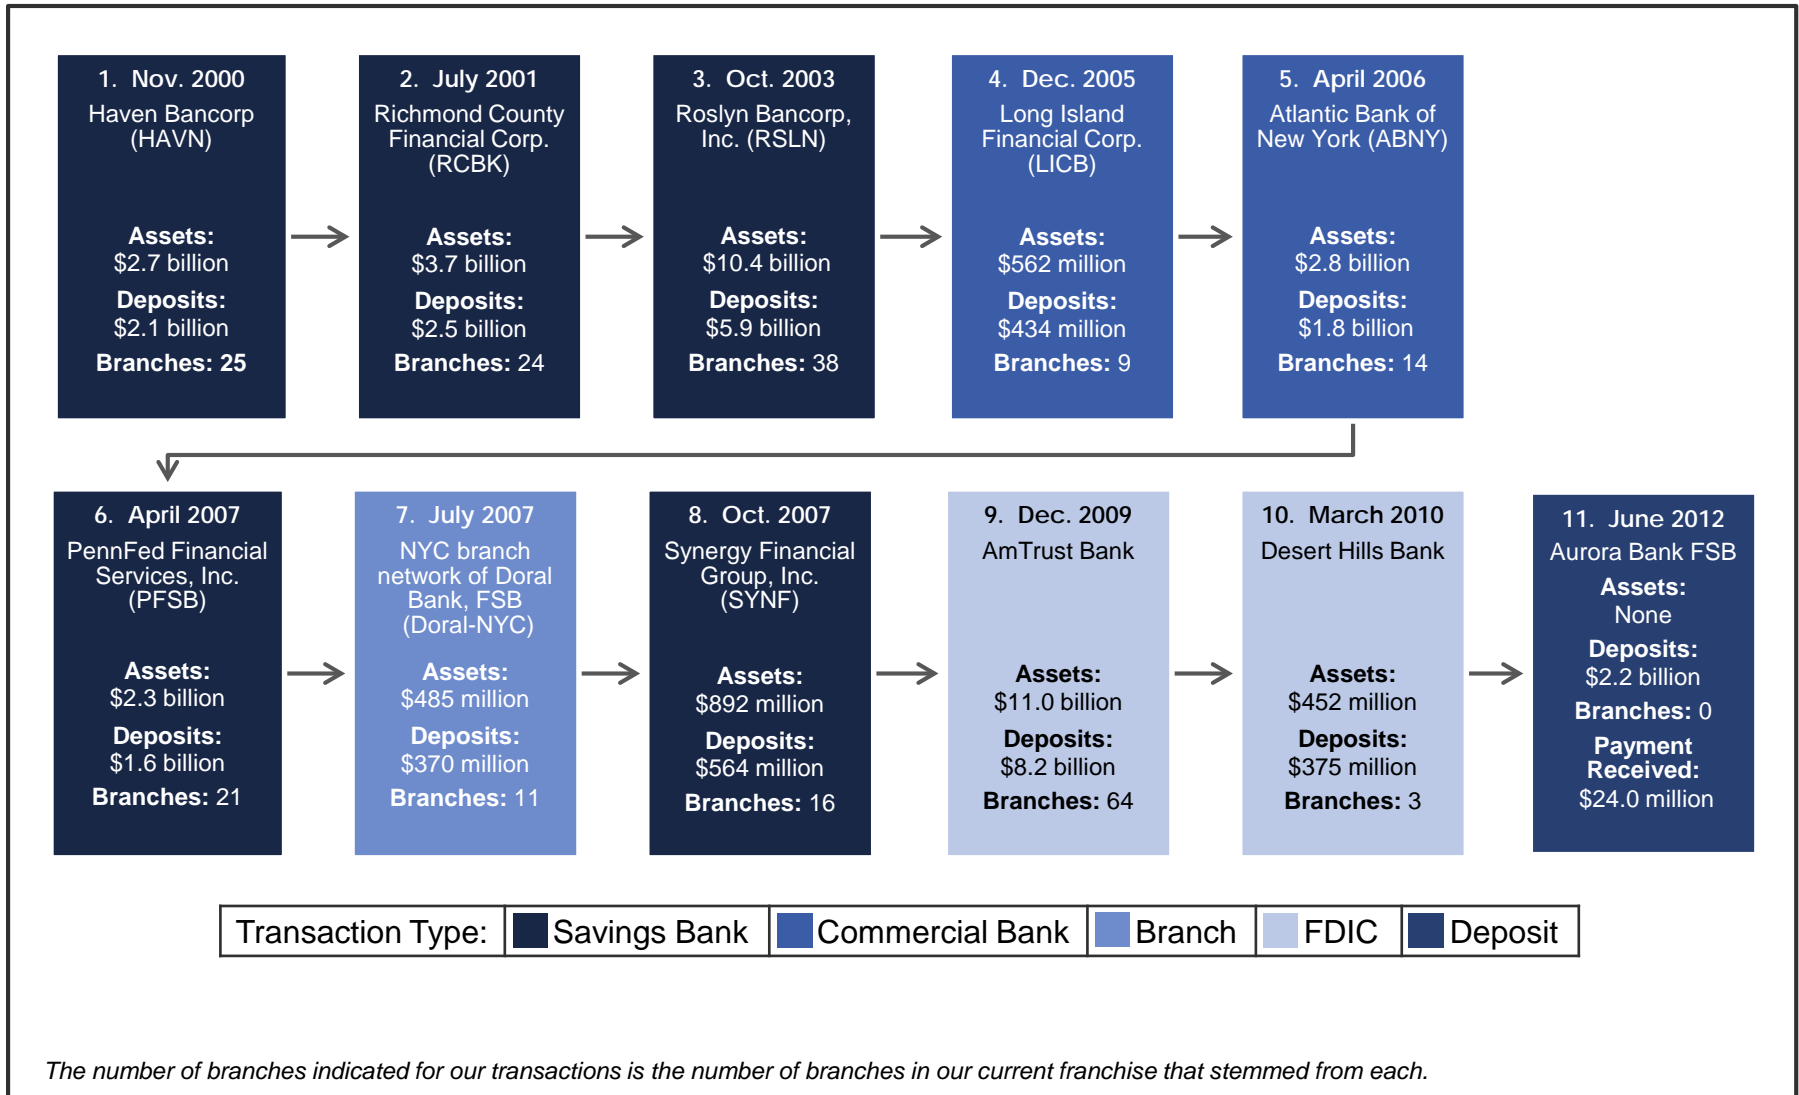 1. Nov. 2000
Haven Bancorp
(HAVN)
Assets:
$2.7 billion
Deposits:
$2.1 billion
Branches: 25
2. July 2001
Richmond County
Financial Corp.
(RCBK)
Assets:
$3.7 billion
Deposits:
$2.5 billion
Branches: 24
3. Oct. 2003
Roslyn Bancorp,
Inc. (RSLN)
Assets:
$10.4 billion
Deposits:
$5.9 billion
Branches: 38
4. Dec. 2005
Long Island
Financial Corp.
(LICB)
Assets:
$562 million
Deposits:
$434 million
Branches: 9
5. April 2006
Atlantic Bank of
New York (ABNY)
Assets:
$2.8 billion
Deposits:
$1.8 billion
Branches: 14
6. April 2007
PennFed Financial
Services, Inc.
(PFSB)
Assets:
$2.3 billion
Deposits:
$1.6 billion
Branches: 21
7. July 2007
NYC branch
network of Doral
Bank, FSB
(Doral-NYC)
Assets:
$485 million
Deposits:
$370 million
Branches: 11
8. Oct. 2007
Synergy Financial
Group, Inc.
(SYNF)
Assets:
$892 million
Deposits:
$564 million
Branches: 16
9. Dec. 2009
AmTrust Bank
Assets:
$11.0 billion
Deposits:
$8.2 billion
Branches: 64
10. March 2010
Desert Hills Bank
Assets:
$452 million
Deposits:
$375 million
Branches: 3
11. June 2012
Aurora Bank FSB
Assets:
None
Deposits:
$2.2 billion
Branches: 0
Payment
Received:
$24.0 million
Transaction Type: Savings Bank Commercial Bank Branch FDIC Deposit
The number of branches indicated for our transactions is the number of branches in our current franchise that stemmed from each.